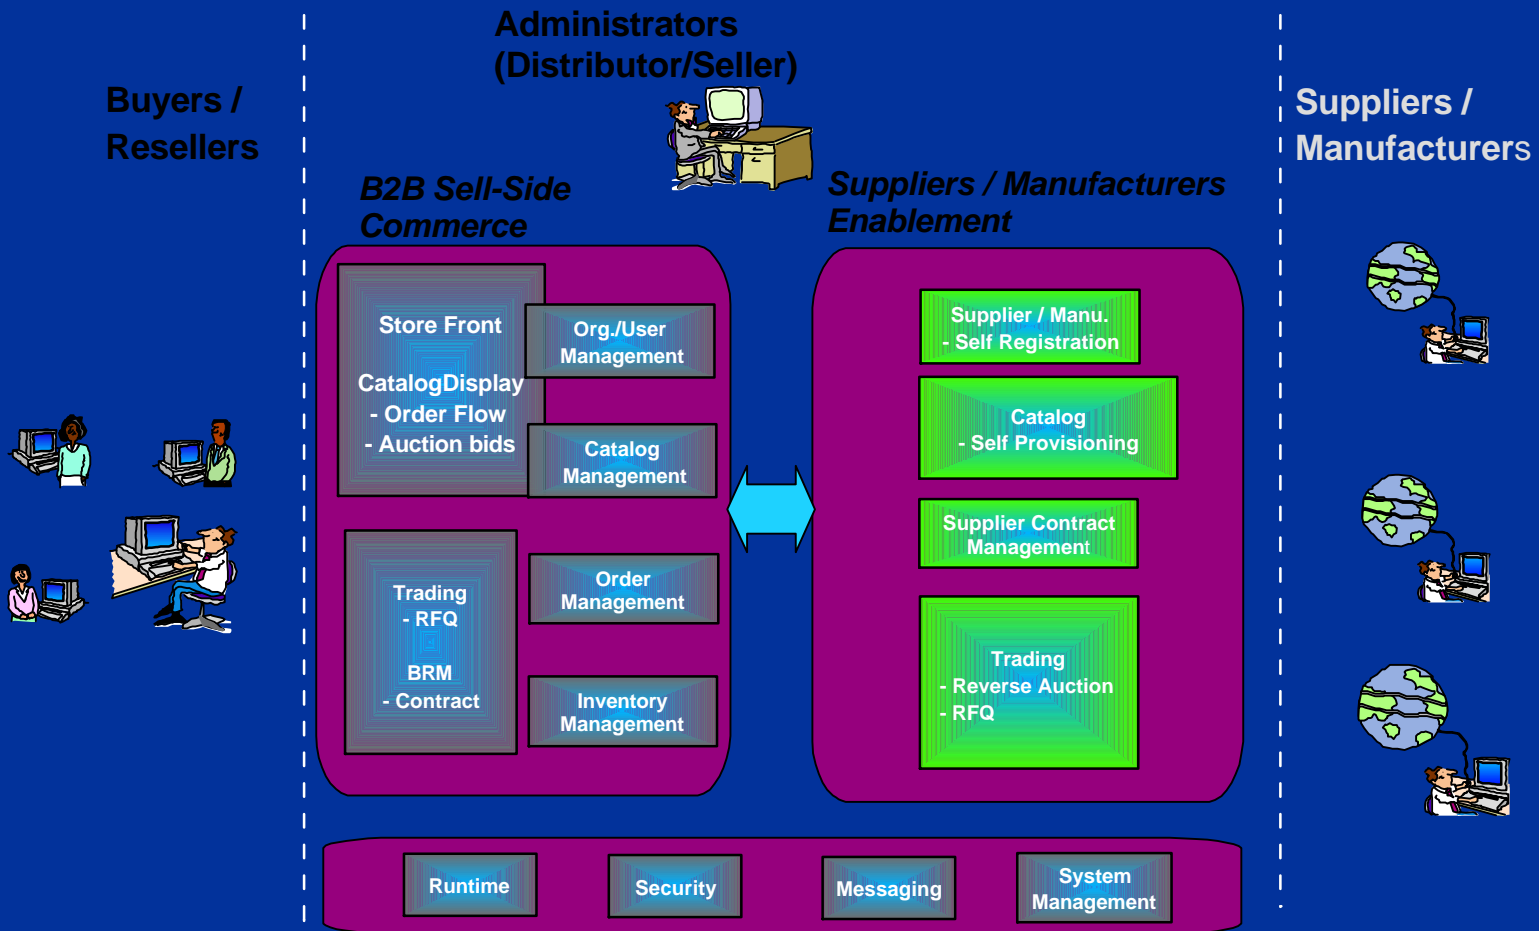 Administrators
(Distributor/Seller)
Buyers /
Resellers
Suppliers /
Manufacturers
B2B Sell-Side
Commerce
Suppliers / Manufacturers
Enablement
Store Front
CatalogDisplay
- Order Flow
- Auction bids
Org./User
Management
Catalog
Management
Trading
- RFQ
BRM
- Contract
Order
Management
Inventory
Management
Supplier / Manu.
- Self Registration
Catalog
- Self Provisioning
Supplier Contract
Management
Trading
- Reverse Auction
- RFQ
Runtime
Security
Messaging
System
Management